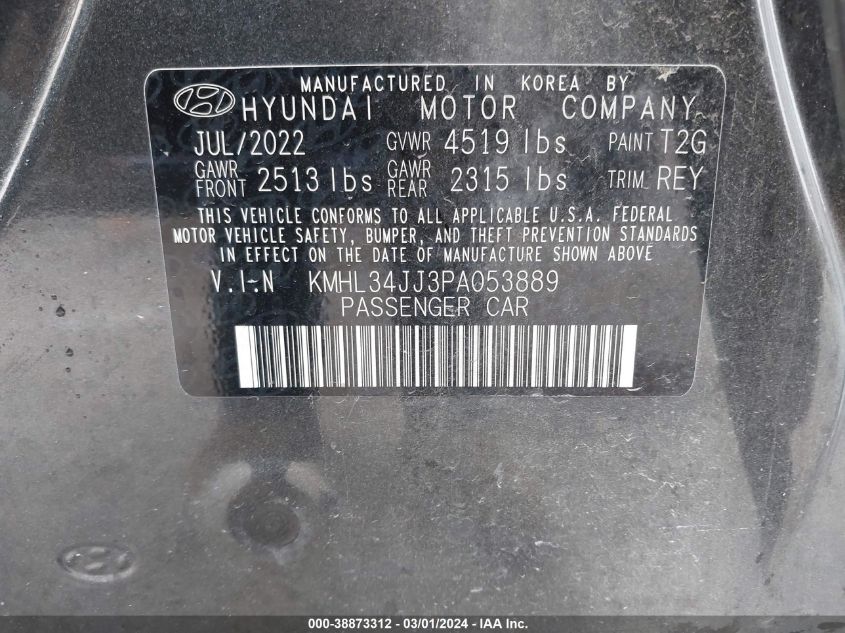 MANUFACTURED IN KOREA BY
HYUNDAI MOTOR COMPANY
JUL/2022 GVWR 4519 lbs PAINT T2G
GAWR FRONT 2513 lbs GAWR REAR 2315 lbs TRIM REY
THIS VEHICLE CONFORMS TO ALL APPLICABLE U.S.A. FEDERAL
MOTOR VEHICLE SAFETY, BUMPER, AND THEFT PREVENTION STANDARDS
IN EFFECT ON THE DATE OF MANUFACTURE SHOWN ABOVE
V.I.N KMHL34JJ3PA053889
PASSENGER CAR
000-38873312 / 03/01/2024 - IAA Inc.